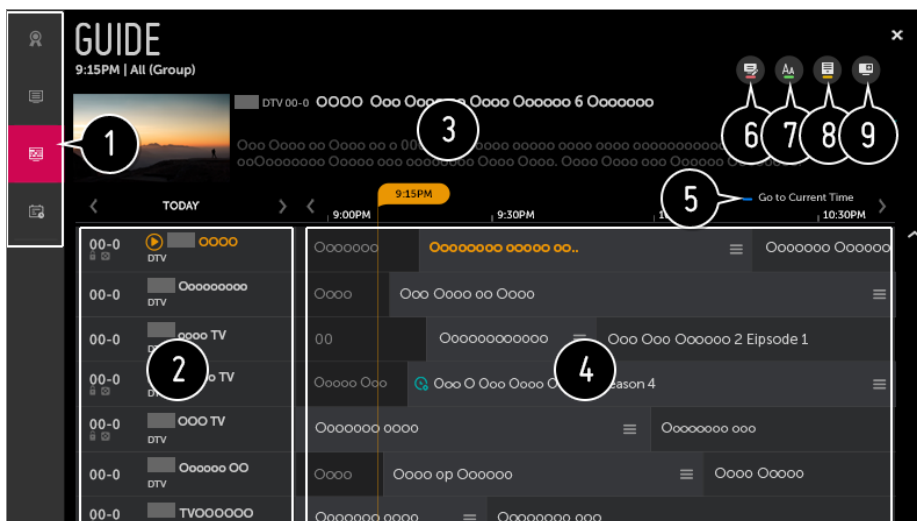 GUIDE
9:15PM | All (Group)
DTV 00-0 OOOO Ooo Oooo oo Oooo Oooooo 6 Ooooooo
1
3
6 7 8 9
5
Go to Current Time
TODAY
9:15PM
9:00PM 9:30PM 10:30PM
00-0 OOOO
DTV
Ooooooo Oooooooo ooooo oo.. Ooooooo Oooooo
00-0 Ooooooooo
DTV
Oooo Ooo Oooo oo Oooo
00-0 oooo TV
00 Oooooooooooo Ooo Ooo Oooooo 2 Eipsode 1
2
4
00-0 TV
Ooooo Ooo Ooo O Ooo Oooo
00-0 OOO TV
DTV
Ooooooo oooo Oooooooo ooo
00-0 Oooooo OO
DTV
Oooo Oooo op Oooooo Oooo Ooooo
00-0 TVOOOOOO
Ooooooo oooo Oooooooo ooo